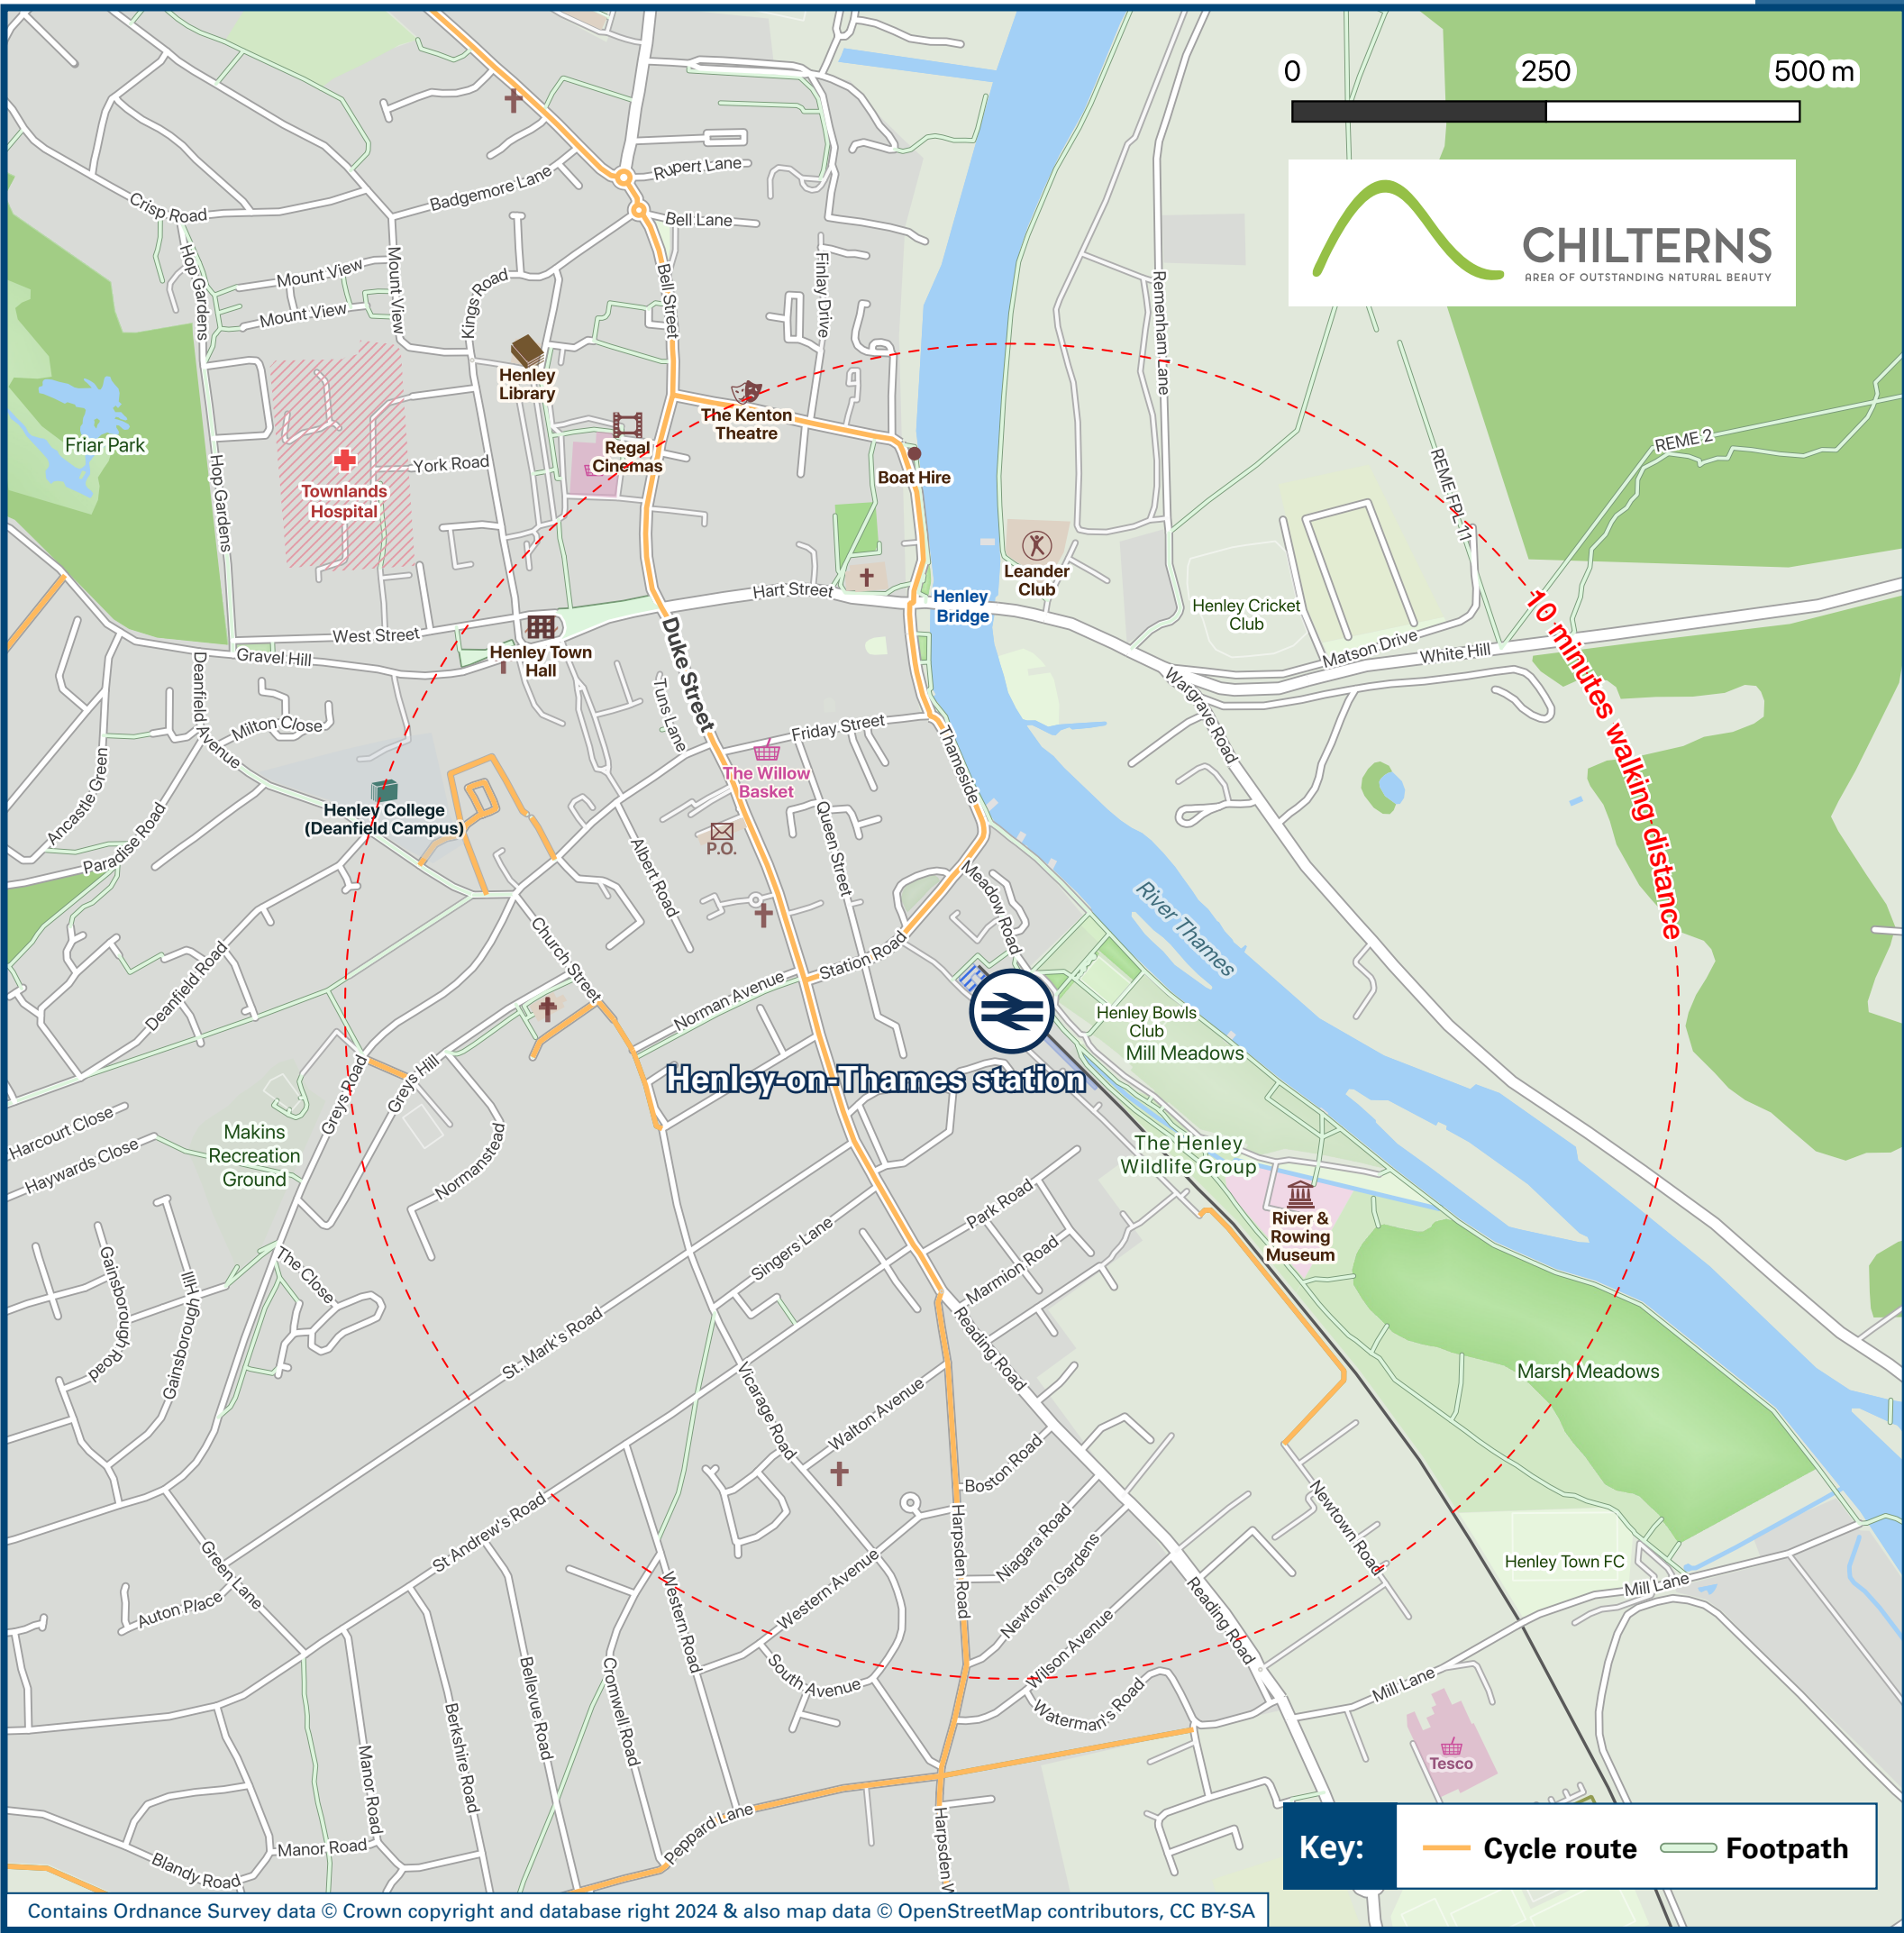 0 250 500 m
CHILTERNS
AREA OF OUTSTANDING NATURAL BEAUTY
Rupert Lane
Badgemore Lane
Crisp Road
Bell Lane
Hop Gardens
Mount View
Mount View
Mount View
Kings Road
Bell Street
Finlay Drive
Remenham Lane
Henley
Library
The Kenton
Theatre
Regal
Cinemas
Friar Park
York Road
Hop Gardens
Townlands
Hospital
Boat Hire
REME 2
REME FPL 11
Leander
Club
Henley
Bridge
Henley Cricket
Club
Hart Street
West Street
Gravel Hill
Henley Town
Hall
Matson Drive
White Hill
10 minutes walking distance
Duke Street
Tuns Lane
Deanfield Avenue
Milton Close
Friday Street
Thameside
Wargrave Road
The Willow
Basket
Ancastle Green
Paradise Road
Henley College
(Deanfield Campus)
P.O.
Queen Street
Albert Road
Meadow Road
River Thames
Church Street
Station Road
Norman Avenue
Deanfield Road
Henley Bowls
Club
Mill Meadows
Henley-on-Thames station
Greys Road
Greys Hill
Harcourt Close
Haywards Close
Makins
Recreation
Ground
Normanstead
The Henley
Wildlife Group
River &
Rowing
Museum
Park Road
Singers Lane
Marmion Road
The Close
Gainsborough Road
Gainsborough Hill
St. Mark's Road
Reading Road
Vicarage Road
Walton Avenue
Marsh Meadows
Boston Road
St Andrew's Road
Harpsden Road
Niagara Road
Newtown Gardens
Newtown Road
Henley Town FC
Mill Lane
Green Lane
Auton Place
Western Avenue
Western Road
Wilson Avenue
Reading Road
South Avenue
Waterman's Road
Mill Lane
Bellevue Road
Cromwell Road
Berkshire Road
Manor Road
Tesco
Peppard Lane
Manor Road
Blandy Road
Harpsden W
Key:
Cycle route
Footpath
Contains Ordnance Survey data © Crown copyright and database right 2024 & also map data © OpenStreetMap contributors, CC BY-SA